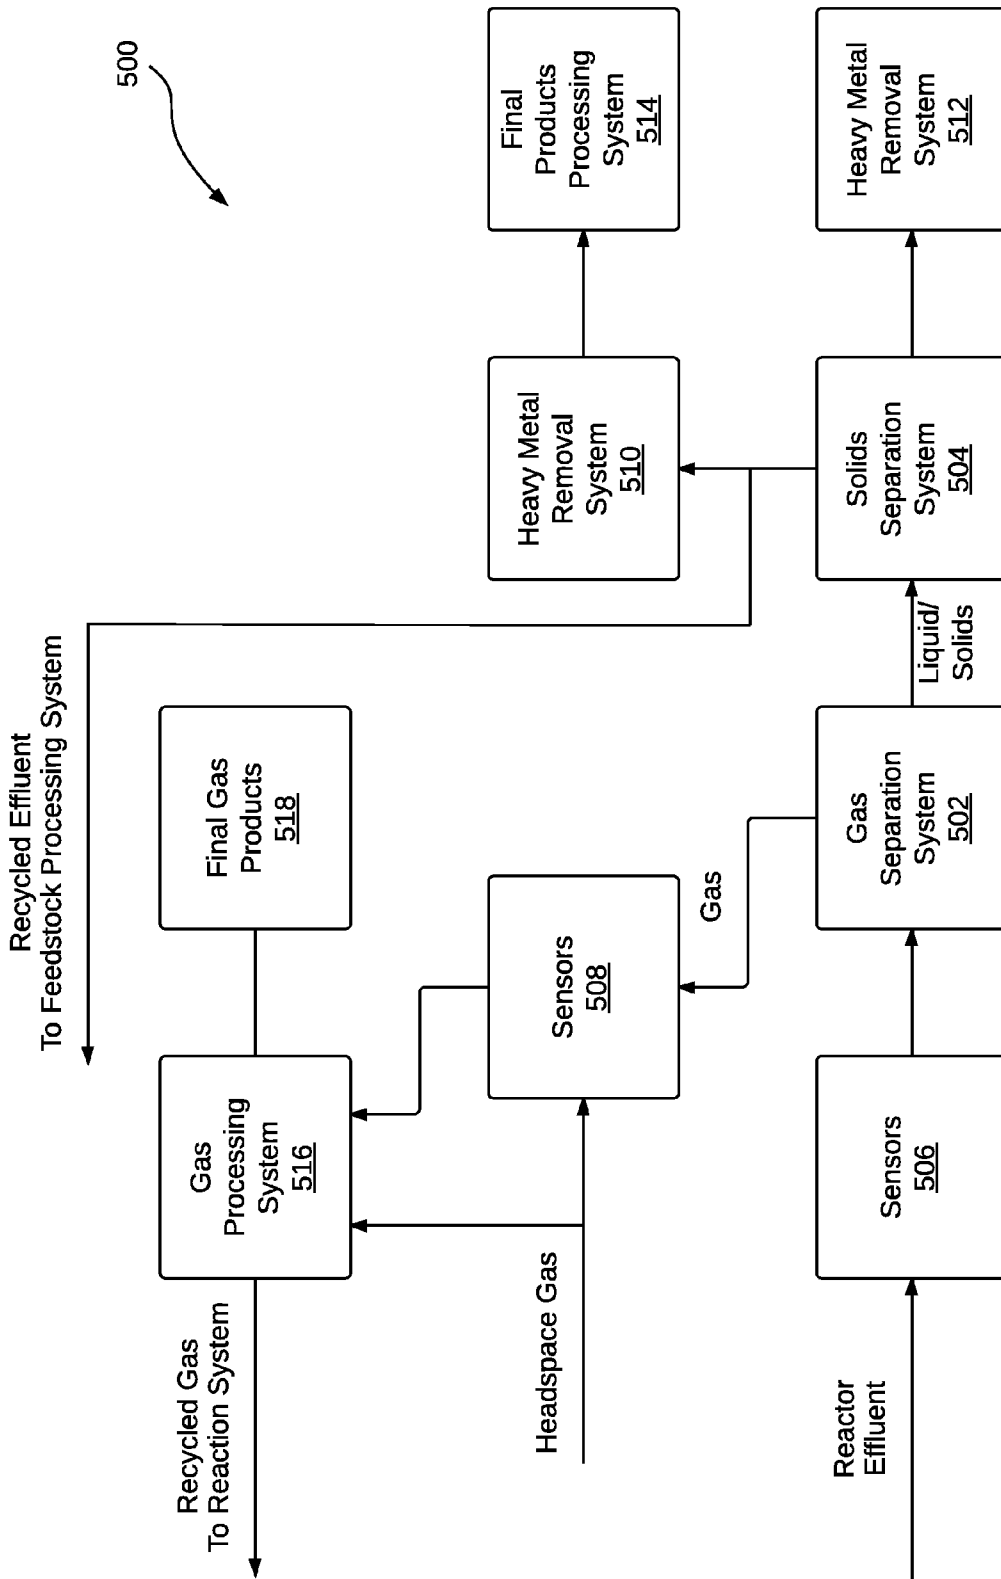 500
Recycled Effluent
To Feedstock Processing System
Recycled Gas
To Reaction System
Gas
Processing
System
516
Final Gas
Products
518
Headspace Gas
Sensors
508
Heavy Metal
Removal
System
510
Final
Products
Processing
System
514
Gas
Reactor
Effluent
Sensors
506
Gas
Separation
System
502
Liquid/
Solids
Solids
Separation
System
504
Heavy Metal
Removal
System
512